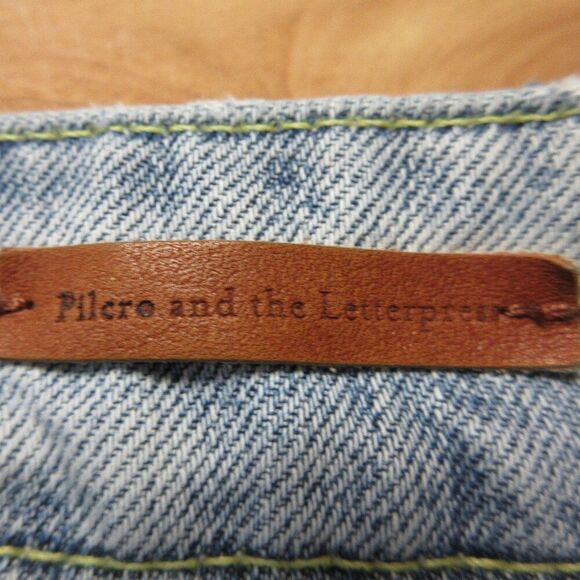 Pilcro and the Letterpress